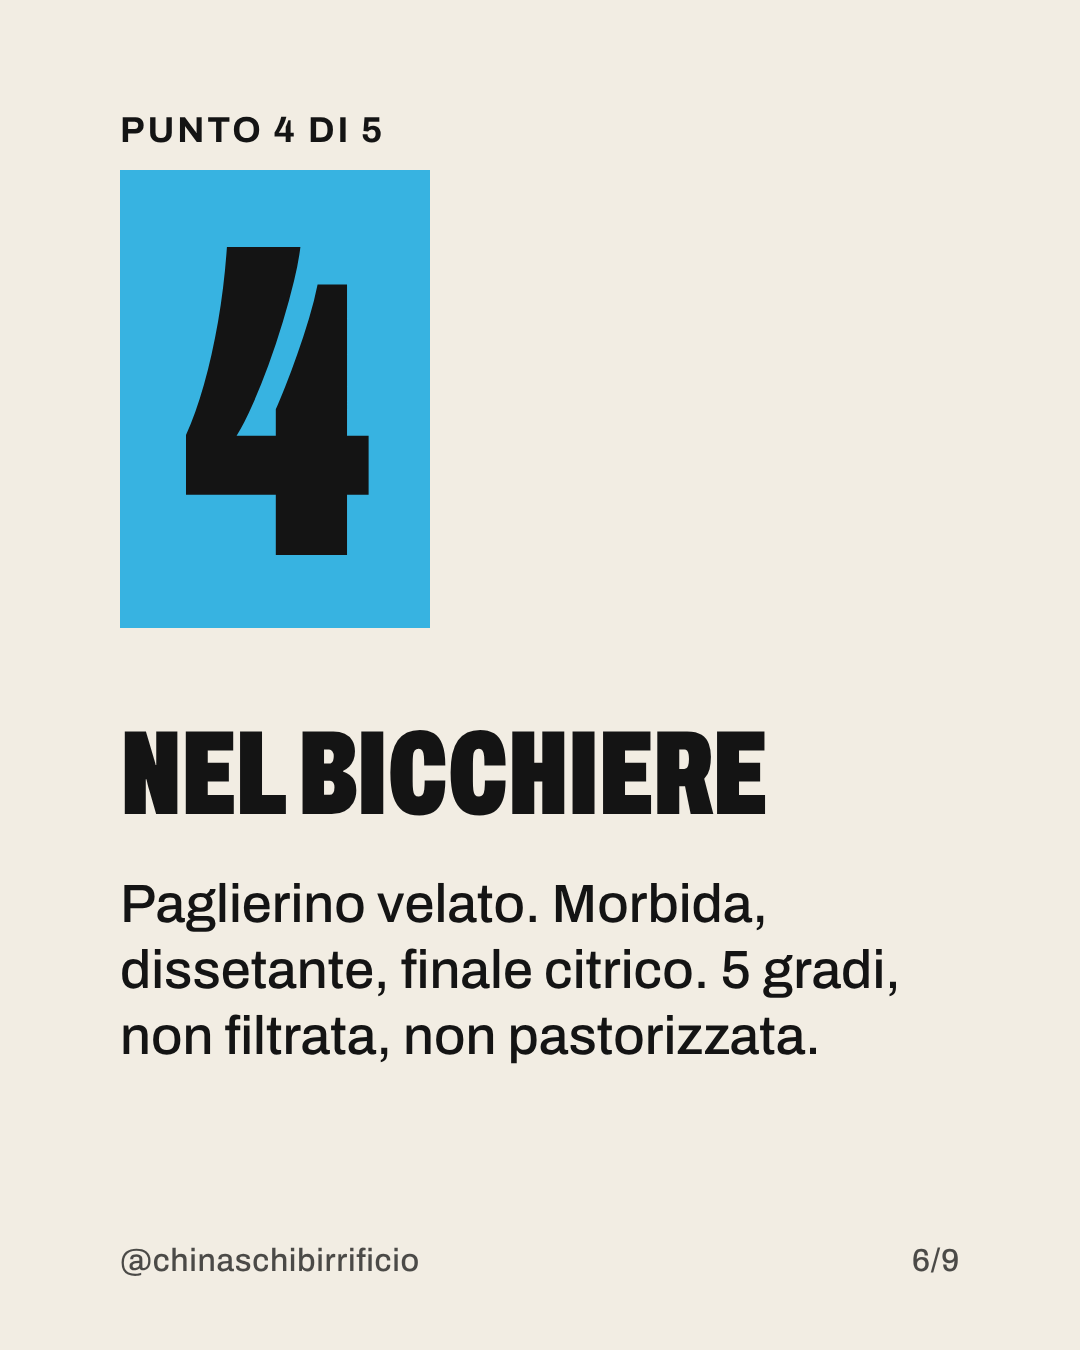 PUNTO 4 DI 5
4
NEL BICCHIERE
Paglierino velato. Morbida,
dissetante, finale citrico. 5 gradi,
non filtrata, non pastorizzata.
@chinaschibirrificio
6/9